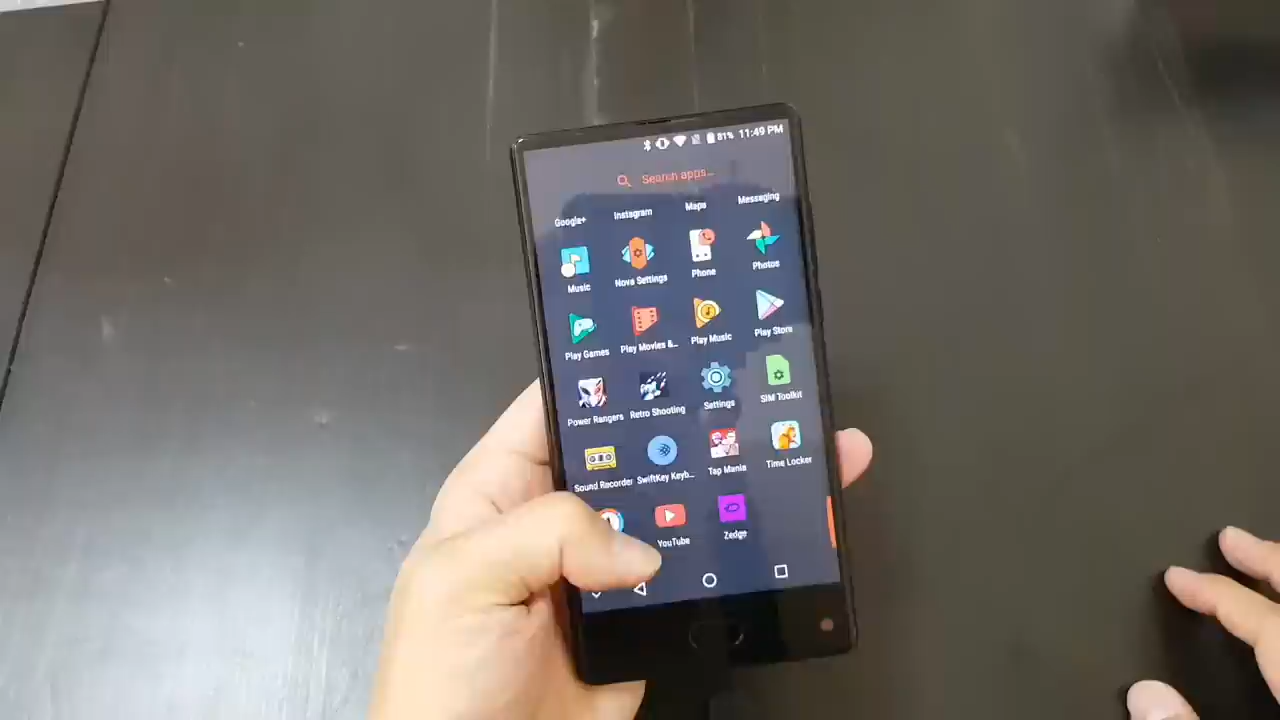 81% 11:49 PM
Search apps...
Google+ Instagram Maps Messaging
Music Nova Settings Phone Photos
Play Games Play Movies &... Play Music Play Store
Power Rangers Retro Shooting Settings SIM Toolkit
Sound Recorder SwiftKey Keyb... Tap Mania Time Locker
YouTube Zedge